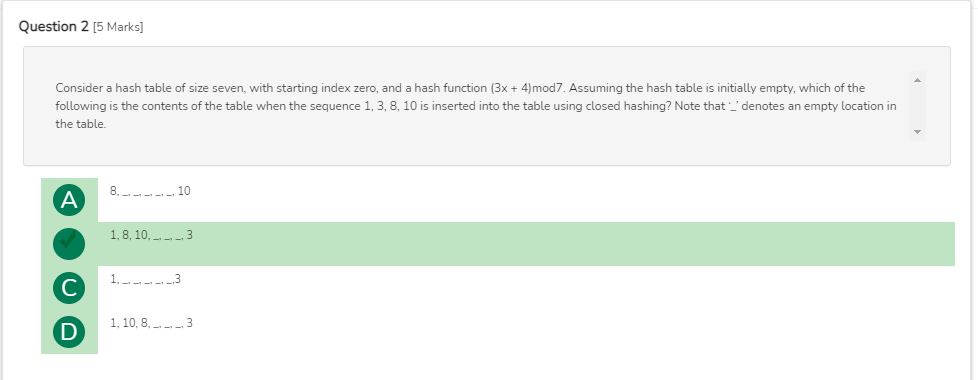 Question 2 [5 Marks]
Consider a hash table of size seven, with starting index zero, and a hash function (3x + 4)mod7. Assuming the hash table is initially empty, which of the
following is the contents of the table when the sequence 1, 3, 8, 10 is inserted into the table using closed hashing? Note that ‘_’ denotes an empty location in
the table.
A 8, _, _, _, _, _, 10
1, 8, 10, _, _, _, 3
C 1, _, _, _, _, _,3
D 1, 10, 8, _, _, _, 3